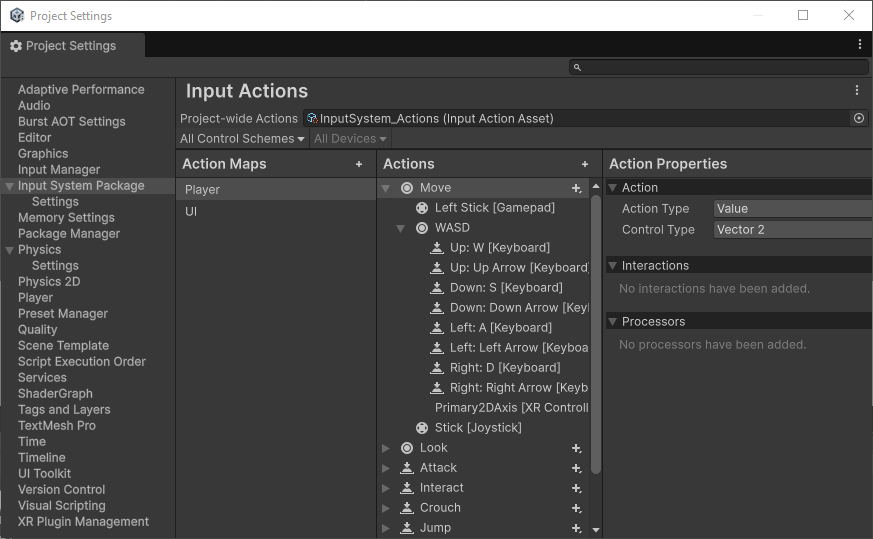 Project Settings
Project Settings
Adaptive Performance
Audio
Burst AOT Settings
Editor
Graphics
Input Manager
Input System Package
Settings
Memory Settings
Package Manager
Physics
Settings
Physics 2D
Player
Preset Manager
Quality
Scene Template
Script Execution Order
Services
ShaderGraph
Tags and Layers
TextMesh Pro
Time
Timeline
UI Toolkit
Version Control
Visual Scripting
XR Plugin Management
Input Actions
Project-wide Actions InputSystem_Actions (Input Action Asset)
All Control Schemes All Devices
Action Maps +
Player
UI
Actions +
Move +
Left Stick [Gamepad]
WASD
Up: W [Keyboard]
Up: Up Arrow [Keyboard
Down: S [Keyboard]
Down: Down Arrow [Key
Left: A [Keyboard]
Left: Left Arrow [Keyboa
Right: D [Keyboard]
Right: Right Arrow [Keyb
Primary2DAxis [XR Controll
Stick [Joystick]
Look +
Attack +
Interact +
Crouch +
Jump +
Action Properties
Action
Action Type Value
Control Type Vector 2
Interactions
No interactions have been added.
Processors
No processors have been added.